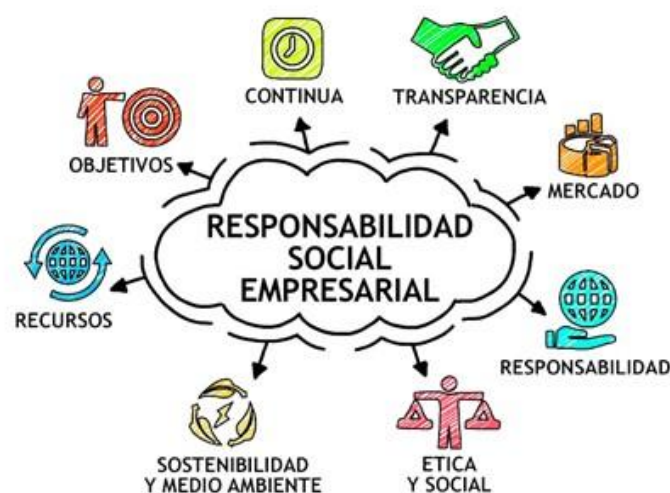 CONTINUA
TRANSPARENCIA
OBJETIVOS
MERCADO
RESPONSABILIDAD
SOCIAL
EMPRESARIAL
RECURSOS
RESPONSABILIDAD
SOSTENIBILIDAD
Y MEDIO AMBIENTE
ETICA
Y SOCIAL